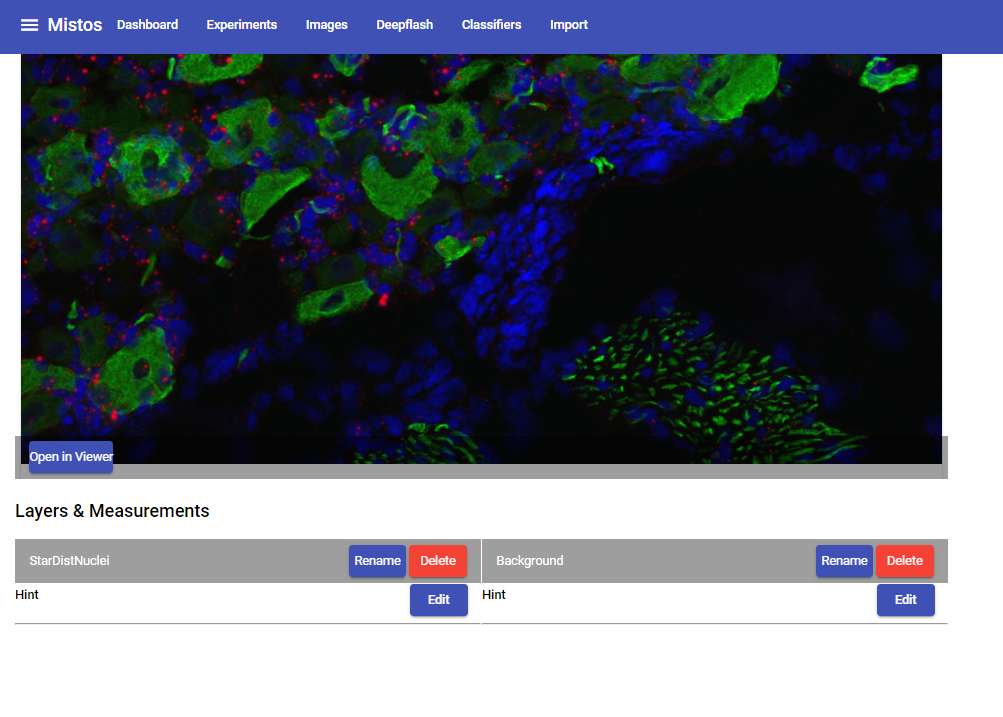 Mistos Dashboard Experiments Images Deepflash Classifiers Import
Open in Viewer
Layers & Measurements
StarDistNuclei Rename Delete Background Rename Delete
Hint Edit Hint Edit